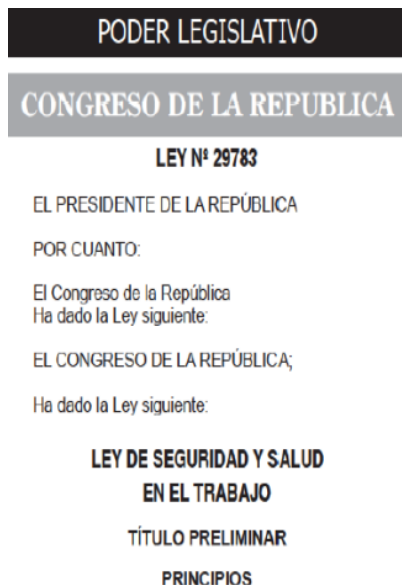 PODER LEGISLATIVO
CONGRESO DE LA REPUBLICA
LEY Nº 29783
EL PRESIDENTE DE LA REPÚBLICA
POR CUANTO:
El Congreso de la República
Ha dado la Ley siguiente:
EL CONGRESO DE LA REPÚBLICA;
Ha dado la Ley siguiente:
LEY DE SEGURIDAD Y SALUD
EN EL TRABAJO
TÍTULO PRELIMINAR
PRINCIPIOS